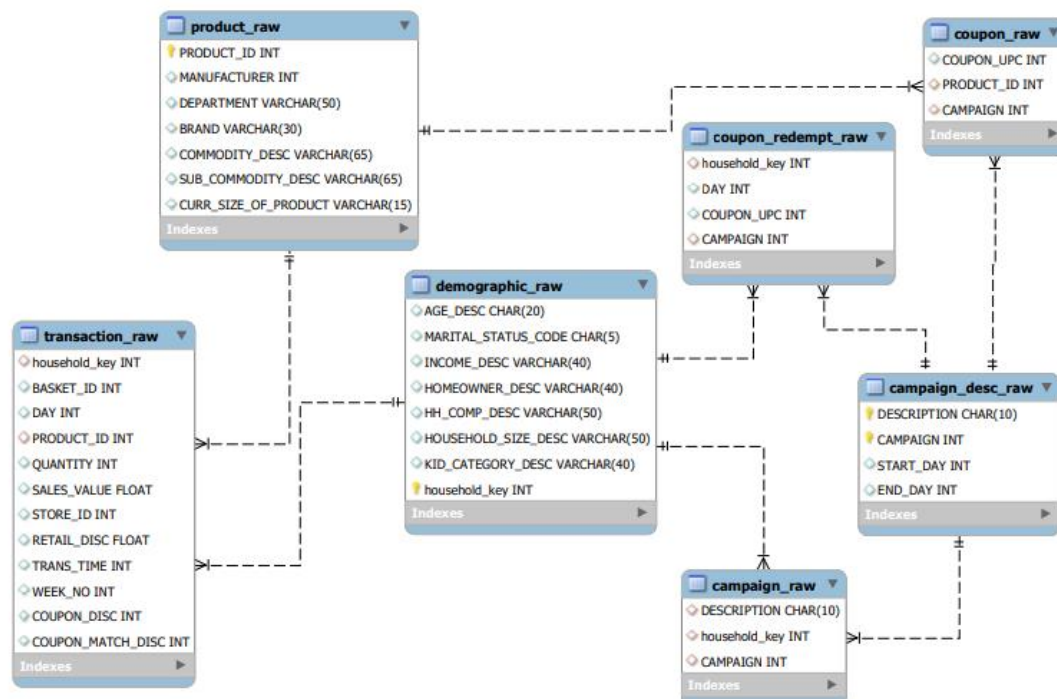 product_raw
PRODUCT_ID INT
MANUFACTURER INT
DEPARTMENT VARCHAR(50)
BRAND VARCHAR(30)
COMMODITY_DESC VARCHAR(65)
SUB_COMMODITY_DESC VARCHAR(65)
CURR_SIZE_OF_PRODUCT VARCHAR(15)
Indexes
coupon_raw
COUPON_UPC INT
PRODUCT_ID INT
CAMPAIGN INT
Indexes
coupon_redempt_raw
household_key INT
DAY INT
COUPON_UPC INT
CAMPAIGN INT
Indexes
demographic_raw
AGE_DESC CHAR(20)
MARITAL_STATUS_CODE CHAR(5)
INCOME_DESC VARCHAR(40)
HOMEOWNER_DESC VARCHAR(40)
HH_COMP_DESC VARCHAR(50)
HOUSEHOLD_SIZE_DESC VARCHAR(50)
KID_CATEGORY_DESC VARCHAR(40)
household_key INT
Indexes
transaction_raw
household_key INT
BASKET_ID INT
DAY INT
PRODUCT_ID INT
QUANTITY INT
SALES_VALUE FLOAT
STORE_ID INT
RETAIL_DISC FLOAT
TRANS_TIME INT
WEEK_NO INT
COUPON_DISC INT
COUPON_MATCH_DISC INT
Indexes
campaign_desc_raw
DESCRIPTION CHAR(10)
CAMPAIGN INT
START_DAY INT
END_DAY INT
Indexes
campaign_raw
DESCRIPTION CHAR(10)
household_key INT
CAMPAIGN INT
Indexes